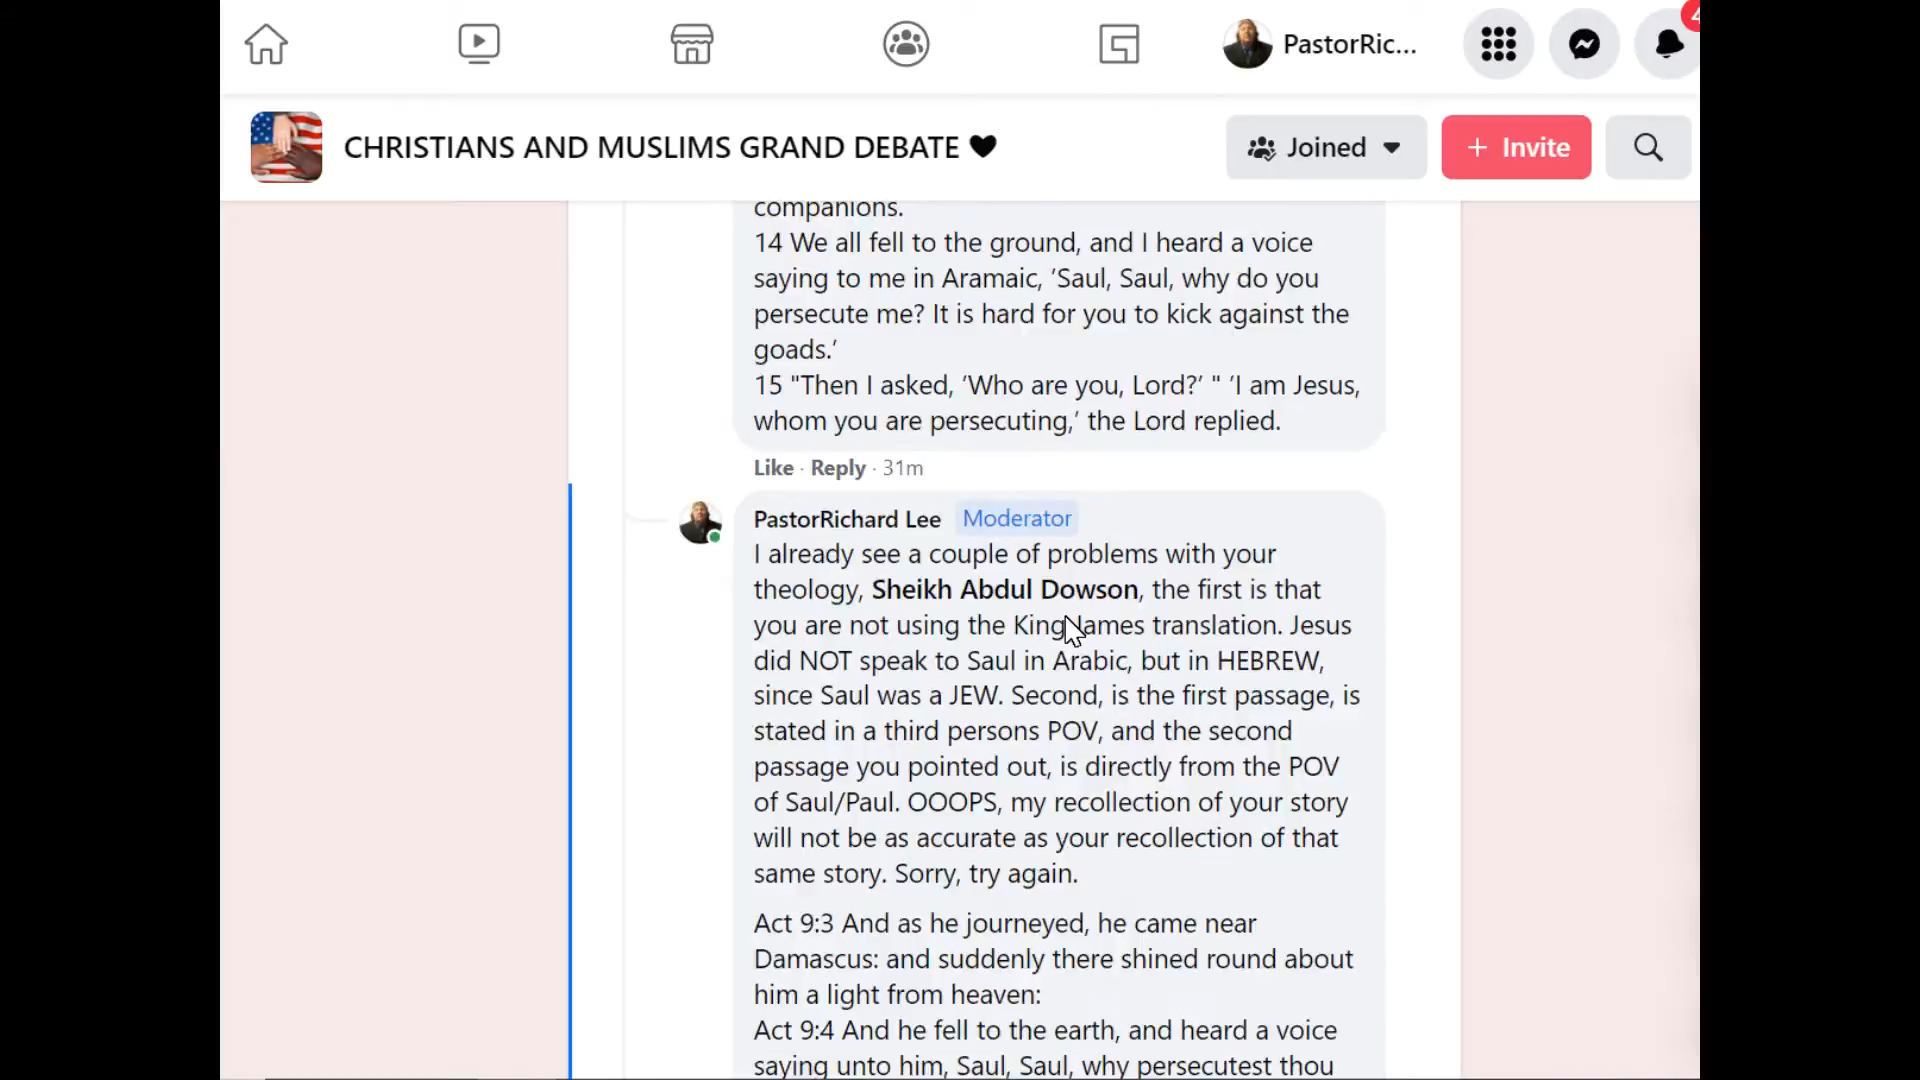 PastorRic...
CHRISTIANS AND MUSLIMS GRAND DEBATE 🖤
Joined
+ Invite
companions.
14 We all fell to the ground, and I heard a voice
saying to me in Aramaic, ‘Saul, Saul, why do you
persecute me? It is hard for you to kick against the
goads.’
15 "Then I asked, ‘Who are you, Lord?’ " ‘I am Jesus,
whom you are persecuting,’ the Lord replied.
Like · Reply · 31m
PastorRichard Lee Moderator
I already see a couple of problems with your
theology, Sheikh Abdul Dowson, the first is that
you are not using the King James translation. Jesus
did NOT speak to Saul in Arabic, but in HEBREW,
since Saul was a JEW. Second, is the first passage, is
stated in a third persons POV, and the second
passage you pointed out, is directly from the POV
of Saul/Paul. OOOPS, my recollection of your story
will not be as accurate as your recollection of that
same story. Sorry, try again.
Act 9:3 And as he journeyed, he came near
Damascus: and suddenly there shined round about
him a light from heaven:
Act 9:4 And he fell to the earth, and heard a voice
saying unto him, Saul, Saul, why persecutest thou